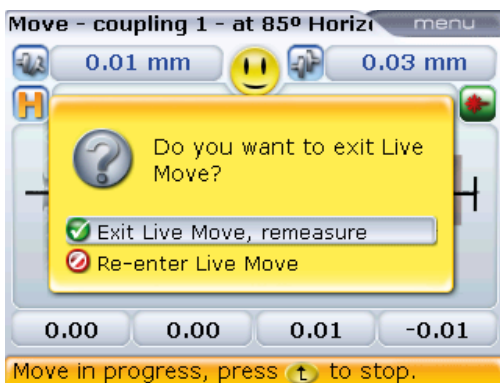 Move - coupling 1 - at 85º Horiz menu
0.01 mm 0.03 mm
H
Do you want to exit Live
Move?
Exit Live Move, remeasure
Re-enter Live Move
0.00 0.00 0.01 -0.01
Move in progress, press to stop.